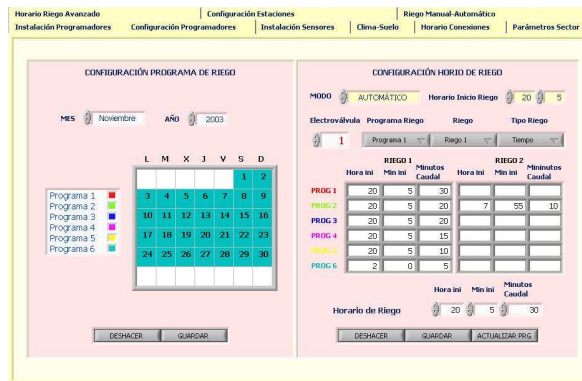 Horario Riego Avanzado Configuración Estaciones Riego Manual-Automático
Instalación Programadores Configuración Programadores Instalación Sensores Clima-Suelo Horario Conexiones Parámetros Sector
CONFIGURACIÓN PROGRAMA DE RIEGO
MES Noviembre AÑO 2003
L M X J V S D
1 2
3 4 5 6 7 8 9
10 11 12 13 14 15 16
17 18 19 20 21 22 23
24 25 26 27 28 29 30
Programa 1
Programa 2
Programa 3
Programa 4
Programa 5
Programa 6
DESHACER GUARDAR
CONFIGURACIÓN HORIO DE RIEGO
MODO AUTOMÁTICO Horario Inicio Riego 20 5
Electroválvula Programa Riego Riego Tipo Riego
1 Programa 1 Riego 1 Tiempo
RIEGO 1 RIEGO 2
Hora ini Min ini Minutos Caudal Hora ini Min ini Mininutos Caudal
PROG 1 20 5 30
PROG 2 20 5 20 7 55 10
PROG 3 20 5 20
PROG 4 20 5 15
PROG 5 20 5 10
PROG 6 2 0 5
Hora ini Min ini Minutos Caudal
Horario de Riego 20 5 30
DESHACER GUARDAR ACTUALIZAR PRG